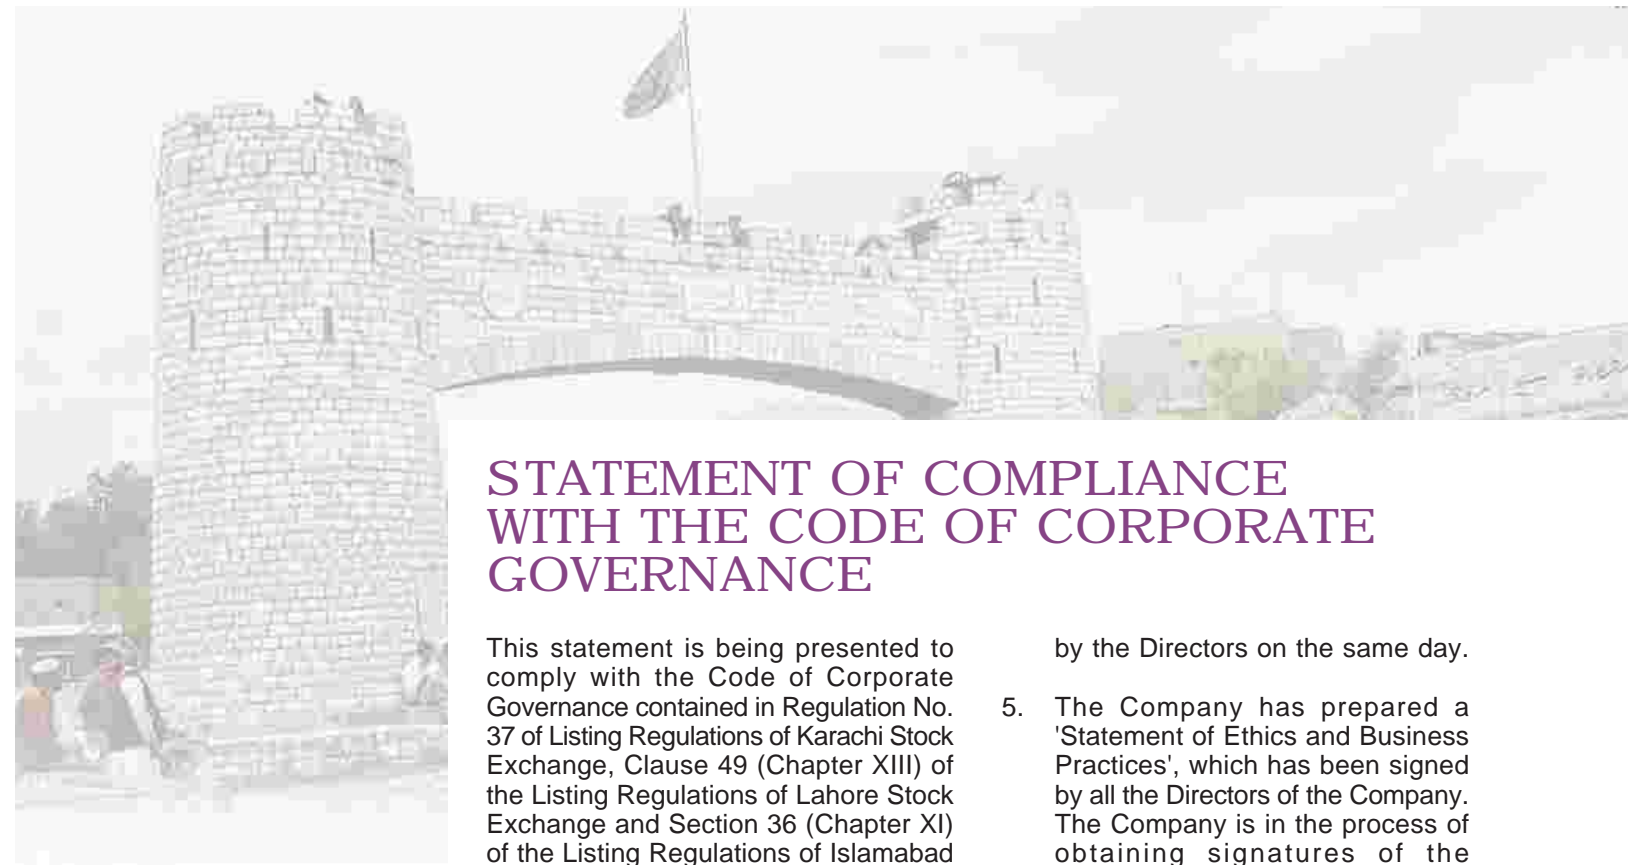 STATEMENT OF COMPLIANCE
WITH THE CODE OF CORPORATE
GOVERNANCE
This statement is being presented to
comply with the Code of Corporate
Governance contained in Regulation No.
37 of Listing Regulations of Karachi Stock
Exchange, Clause 49 (Chapter XIII) of
the Listing Regulations of Lahore Stock
Exchange and Section 36 (Chapter XI)
of the Listing Regulations of Islamabad
by the Directors on the same day.
5. The Company has prepared a
'Statement of Ethics and Business
Practices', which has been signed
by all the Directors of the Company.
The Company is in the process of
obtaining signatures of the